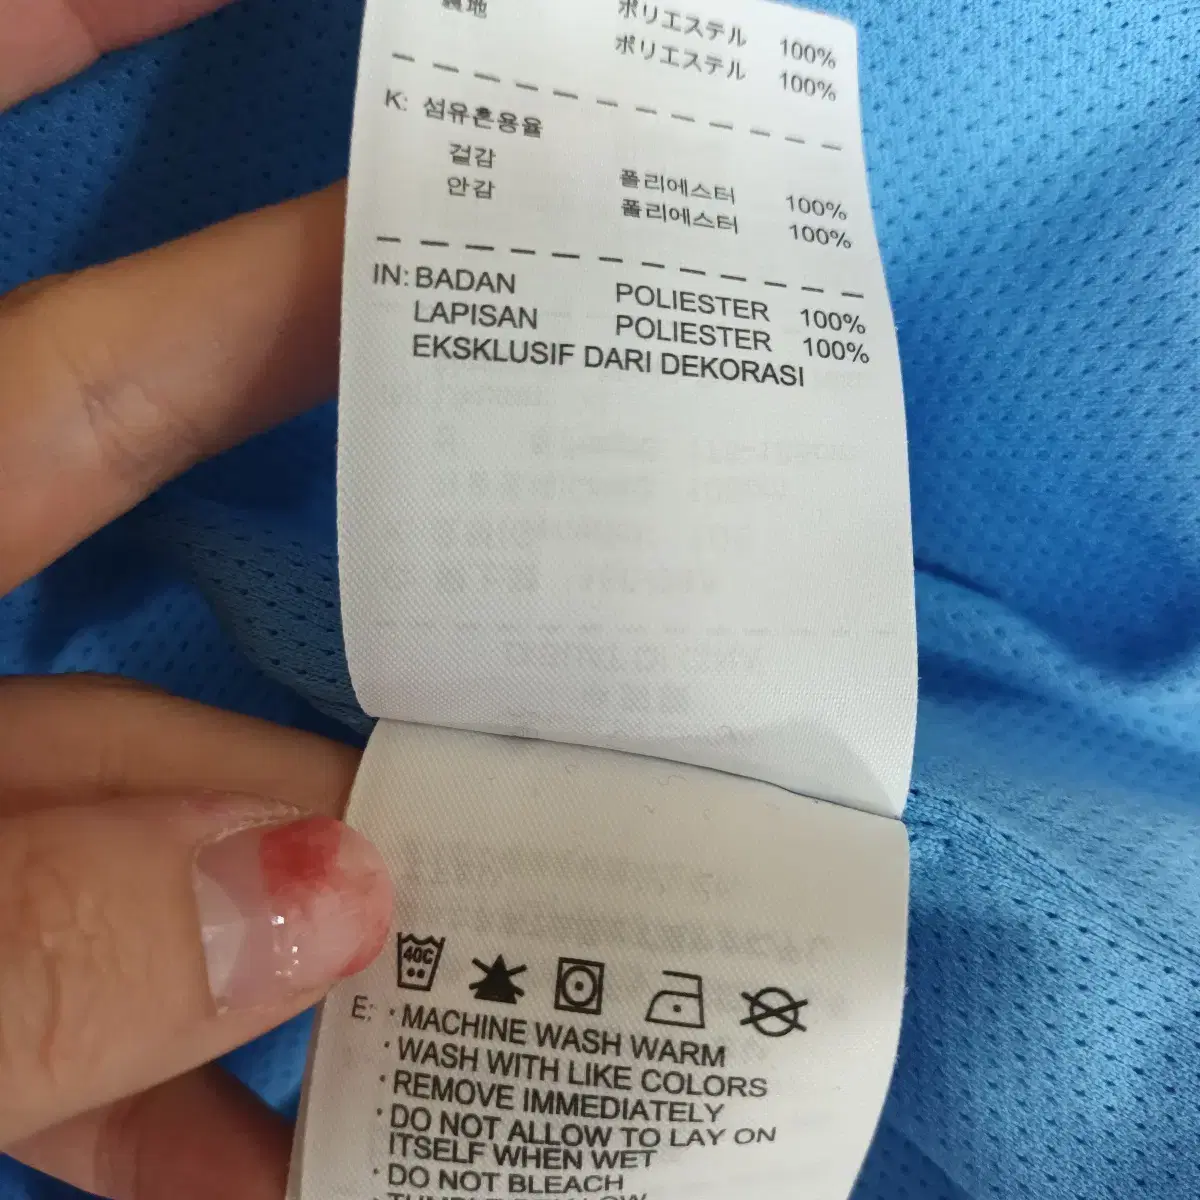 裏地 ポリエステル 100%
ポリエステル 100%
K: 섬유혼용율
겉감 폴리에스터 100%
안감 폴리에스터 100%
IN: BADAN POLIESTER 100%
LAPISAN POLIESTER 100%
EKSKLUSIF DARI DEKORASI
40C
E: · MACHINE WASH WARM
· WASH WITH LIKE COLORS
· REMOVE IMMEDIATELY
· DO NOT ALLOW TO LAY ON
ITSELF WHEN WET
· DO NOT BLEACH